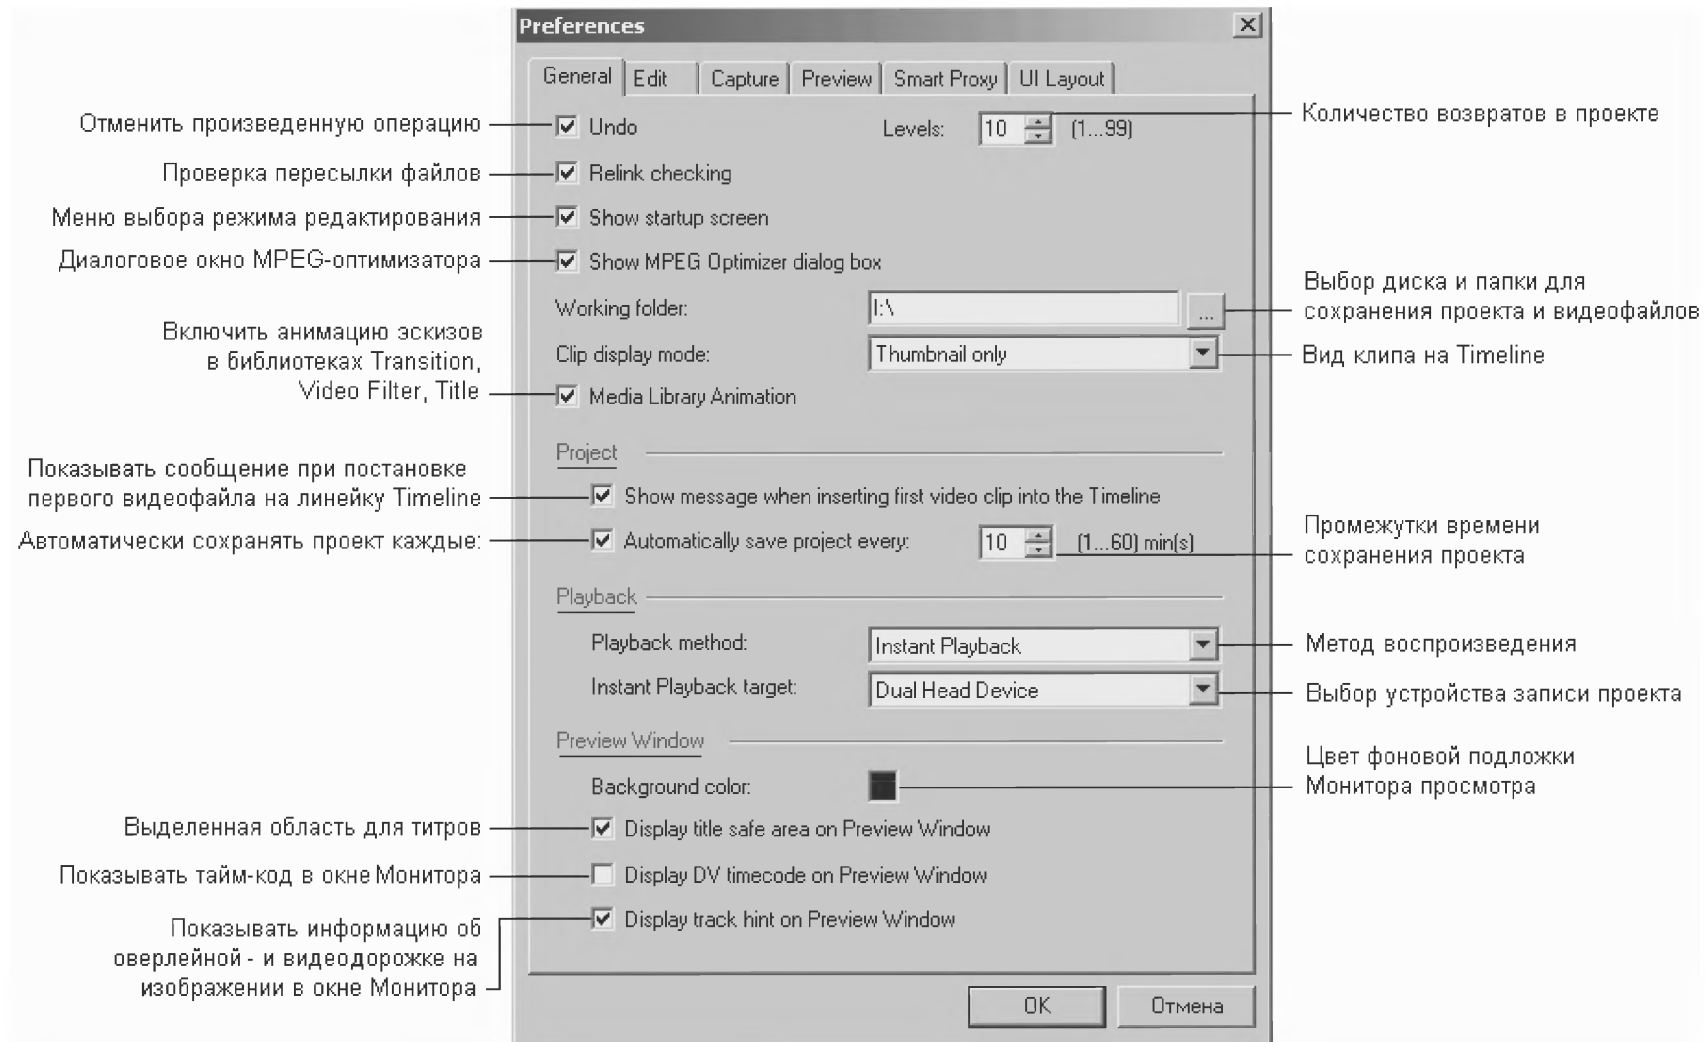 Preferences
General Edit Capture Preview Smart Proxy UI Layout
Отменить произведенную операцию
Undo
Levels: 10 (1...99)
Количество возвратов в проекте
Проверка пересылки файлов
Relink checking
Меню выбора режима редактирования
Show startup screen
Диалоговое окно MPEG-оптимизатора
Show MPEG Optimizer dialog box
Working folder: I:\ ...
Выбор диска и папки для
сохранения проекта и видеофайлов
Clip display mode: Thumbnail only
Вид клипа на Timeline
Включить анимацию эскизов
в библиотеках Transition,
Video Filter, Title
Media Library Animation
Project
Показывать сообщение при постановке
первого видеофайла на линейку Timeline
Show message when inserting first video clip into the Timeline
Автоматически сохранять проект каждые:
Automatically save project every: 10 (1...60) min(s)
Промежутки времени
сохранения проекта
Playback
Playback method: Instant Playback
Метод воспроизведения
Instant Playback target: Dual Head Device
Выбор устройства записи проекта
Preview Window
Background color:
Цвет фоновой подложки
Монитора просмотра
Выделенная область для титров
Display title safe area on Preview Window
Показывать тайм-код в окне Монитора
Display DV timecode on Preview Window
Показывать информацию об
оверлейной - и видеодорожке на
изображении в окне Монитора
Display track hint on Preview Window
OK Отмена